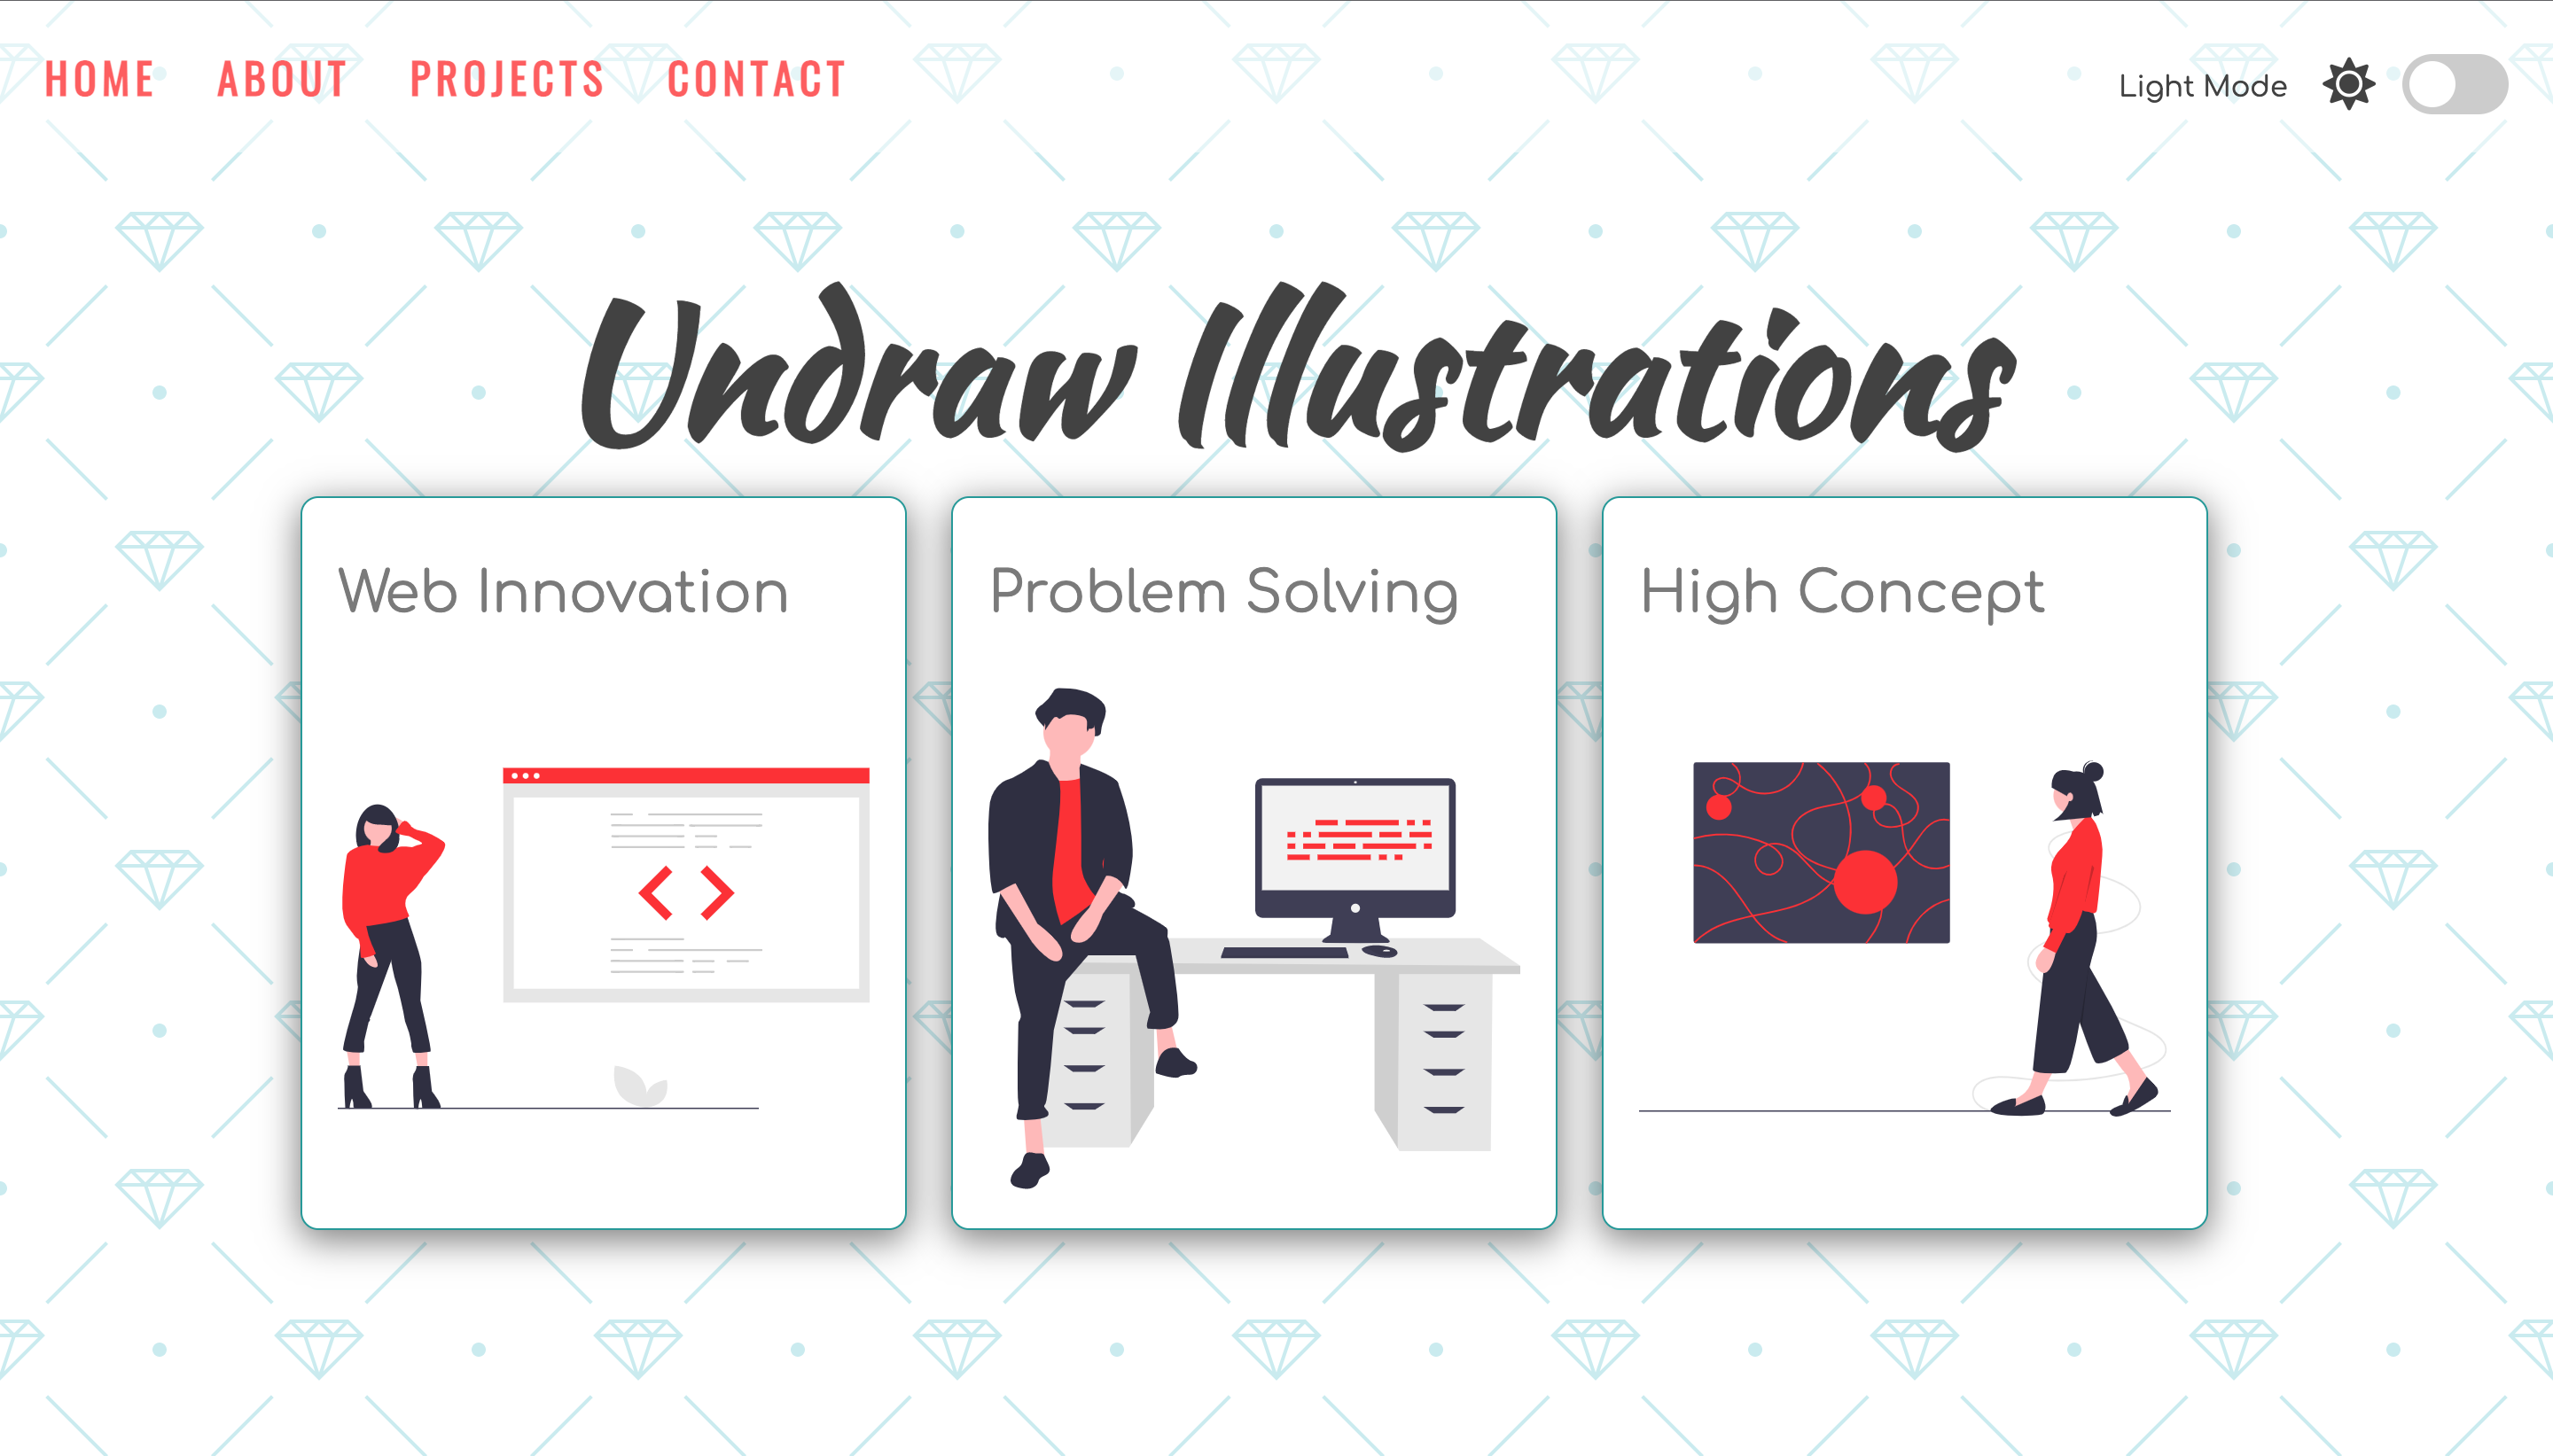 HOME ABOUT PROJECTS CONTACT
Light Mode
Undraw Illustrations
Web Innovation
Problem Solving
High Concept